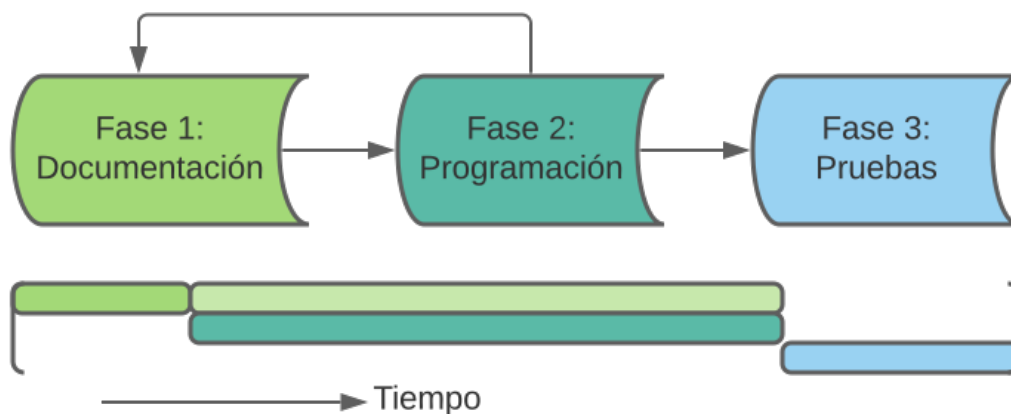 Fase 1:
Documentación
Fase 2:
Programación
Fase 3:
Pruebas
Tiempo